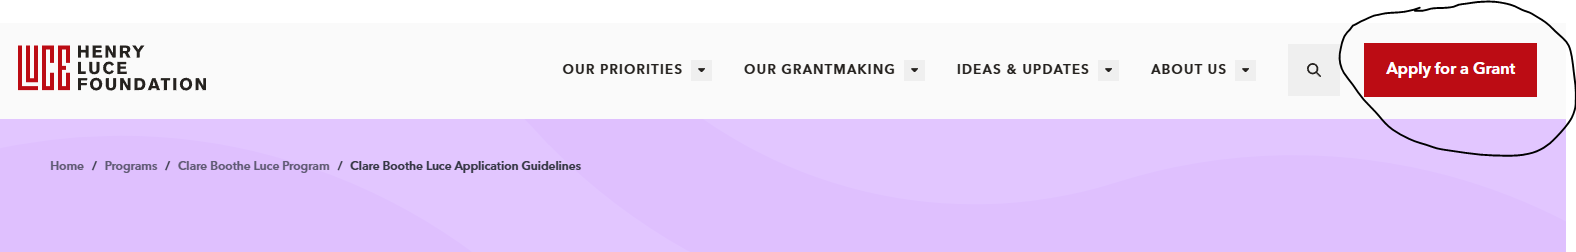 LUCE HENRY
LUCE
FOUNDATION
OUR PRIORITIES OUR GRANTMAKING IDEAS & UPDATES ABOUT US Apply for a Grant
Home / Programs / Clare Boothe Luce Program / Clare Boothe Luce Application Guidelines